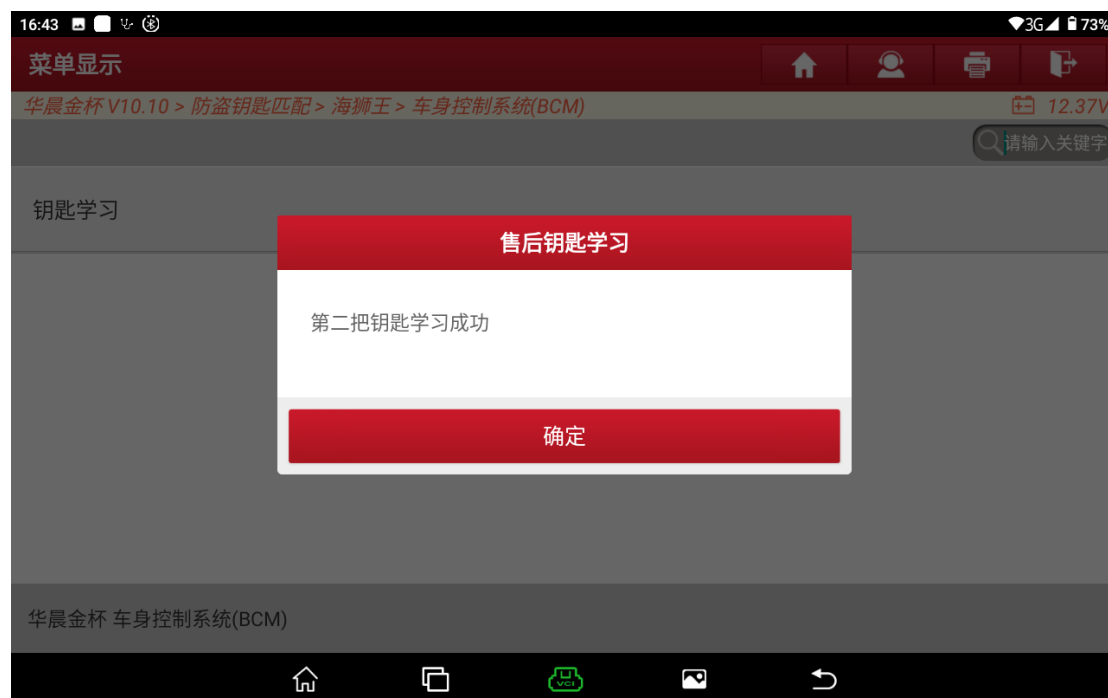 16:43
3G 73%
菜单显示
华晨金杯 V10.10 > 防盗钥匙匹配 > 海狮王 > 车身控制系统(BCM)
12.37V
请输入关键字
钥匙学习
售后钥匙学习
第二把钥匙学习成功
确定
华晨金杯 车身控制系统(BCM)
VCI